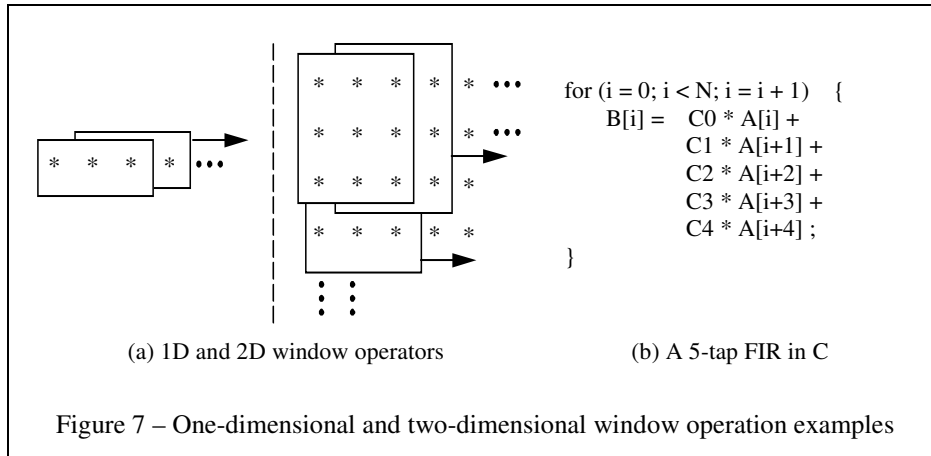 * * * * •••
* * * * * •••
* * * * * •••
* * * * *
* * * * *
for (i = 0; i < N; i = i + 1) {
B[i] = C0 * A[i] +
C1 * A[i+1] +
C2 * A[i+2] +
C3 * A[i+3] +
C4 * A[i+4] ;
}
(a) 1D and 2D window operators
(b) A 5-tap FIR in C
Figure 7 – One-dimensional and two-dimensional window operation examples